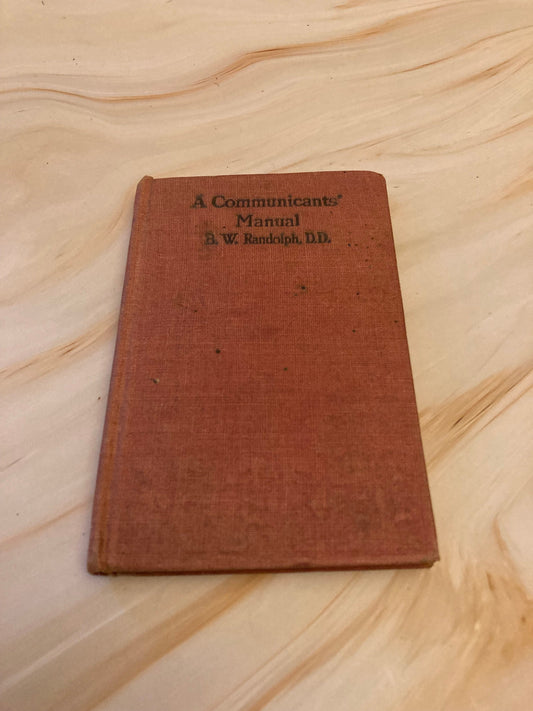 A Communicants'
Manual
B. W. Randolph, D.D.